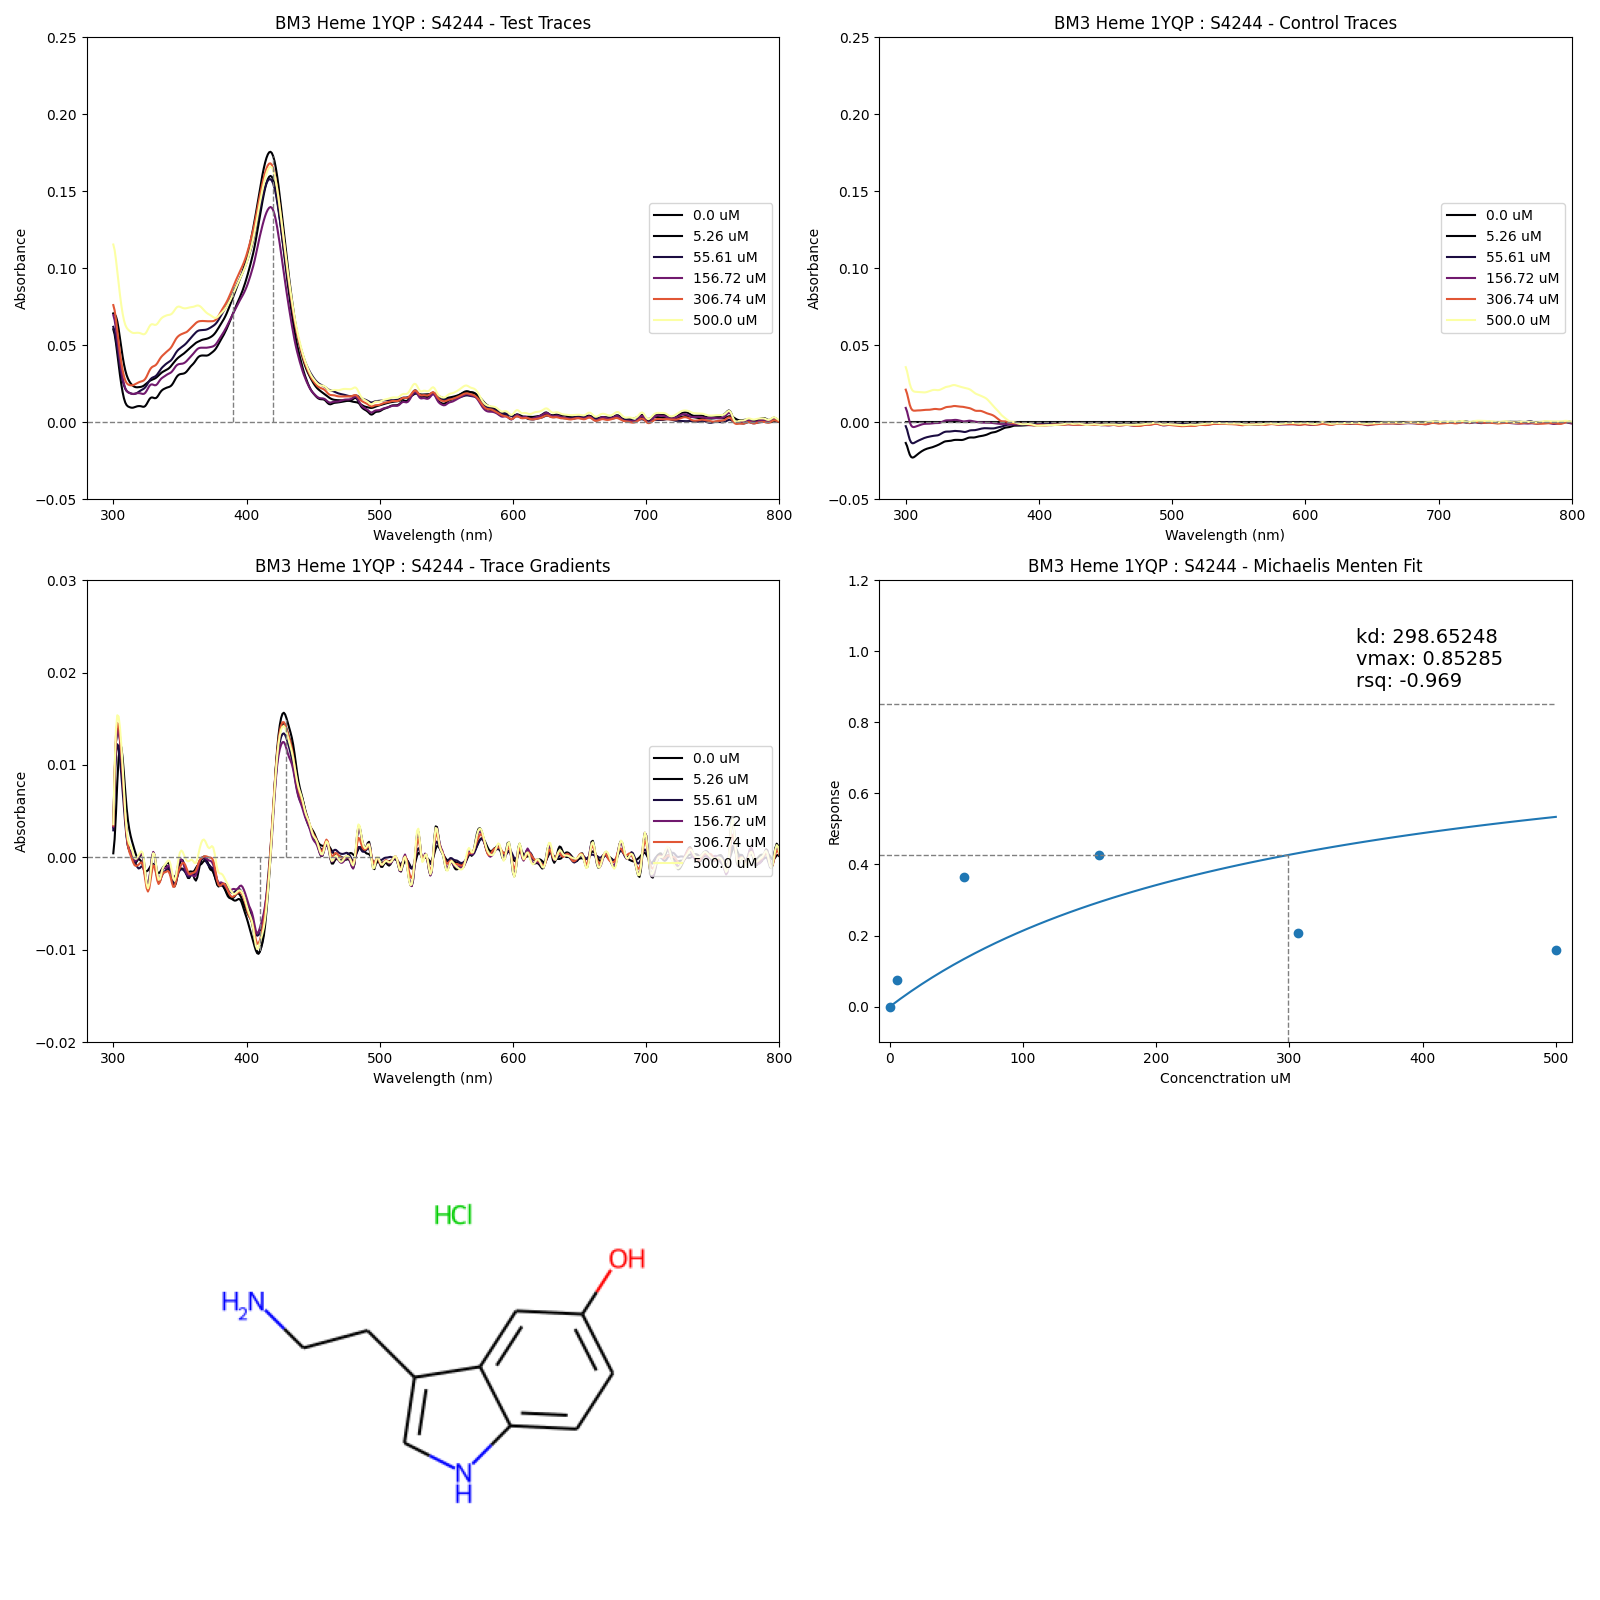 BM3 Heme 1YQP : S4244 - Test Traces
0.25
0.20
0.15
0.10
0.05
0.00
−0.05
Absorbance
300
400
500
600
700
800
Wavelength (nm)
0.0 uM
5.26 uM
55.61 uM
156.72 uM
306.74 uM
500.0 uM
BM3 Heme 1YQP : S4244 - Control Traces
0.25
0.20
0.15
0.10
0.05
0.00
−0.05
Absorbance
300
400
500
600
700
800
Wavelength (nm)
0.0 uM
5.26 uM
55.61 uM
156.72 uM
306.74 uM
500.0 uM
BM3 Heme 1YQP : S4244 - Trace Gradients
0.03
0.02
0.01
0.00
−0.01
−0.02
Absorbance
300
400
500
600
700
800
Wavelength (nm)
0.0 uM
5.26 uM
55.61 uM
156.72 uM
306.74 uM
500.0 uM
BM3 Heme 1YQP : S4244 - Michaelis Menten Fit
1.2
1.0
0.8
0.6
0.4
0.2
0.0
Response
kd: 298.65248
vmax: 0.85285
rsq: -0.969
0
100
200
300
400
500
Concenctration uM
HCl
OH
H2N
N
H